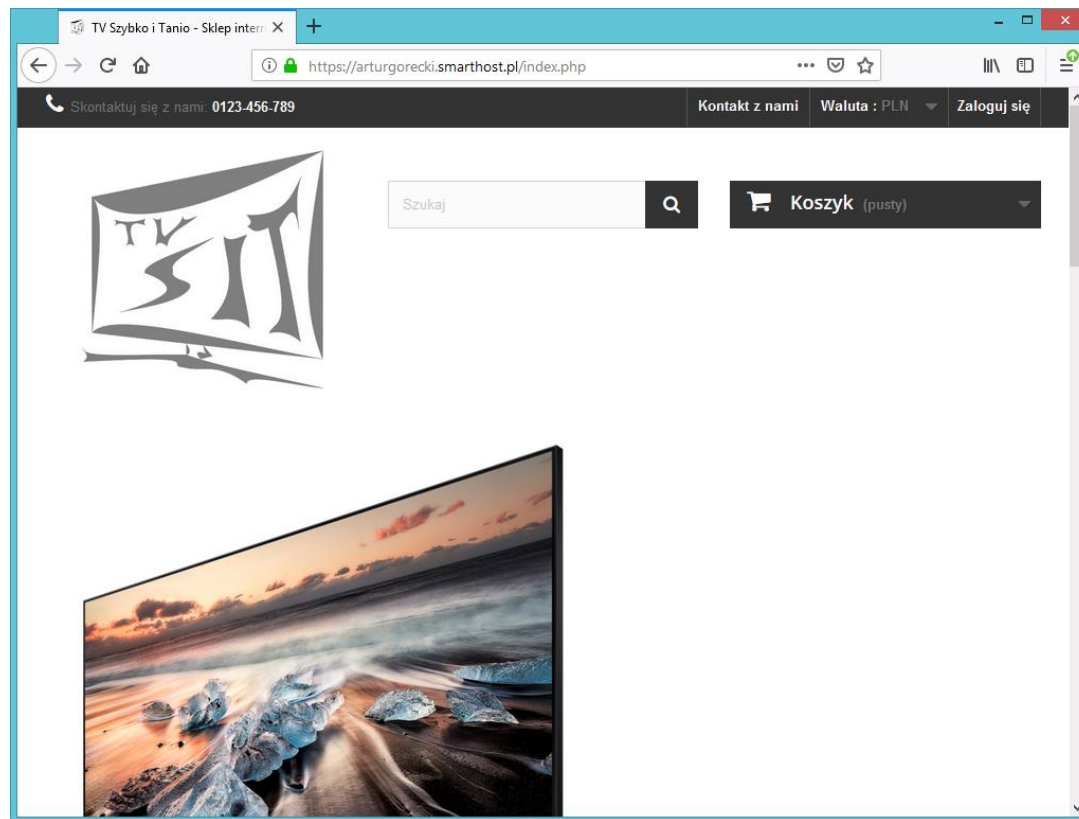 TV Szybko i Tanio - Sklep intern
https://arturgorecki.smarthost.pl/index.php
Skontaktuj się z nami: 0123-456-789
Kontakt z nami
Waluta : PLN
Zaloguj się
TV
SIT
Szukaj
Koszyk (pusty)